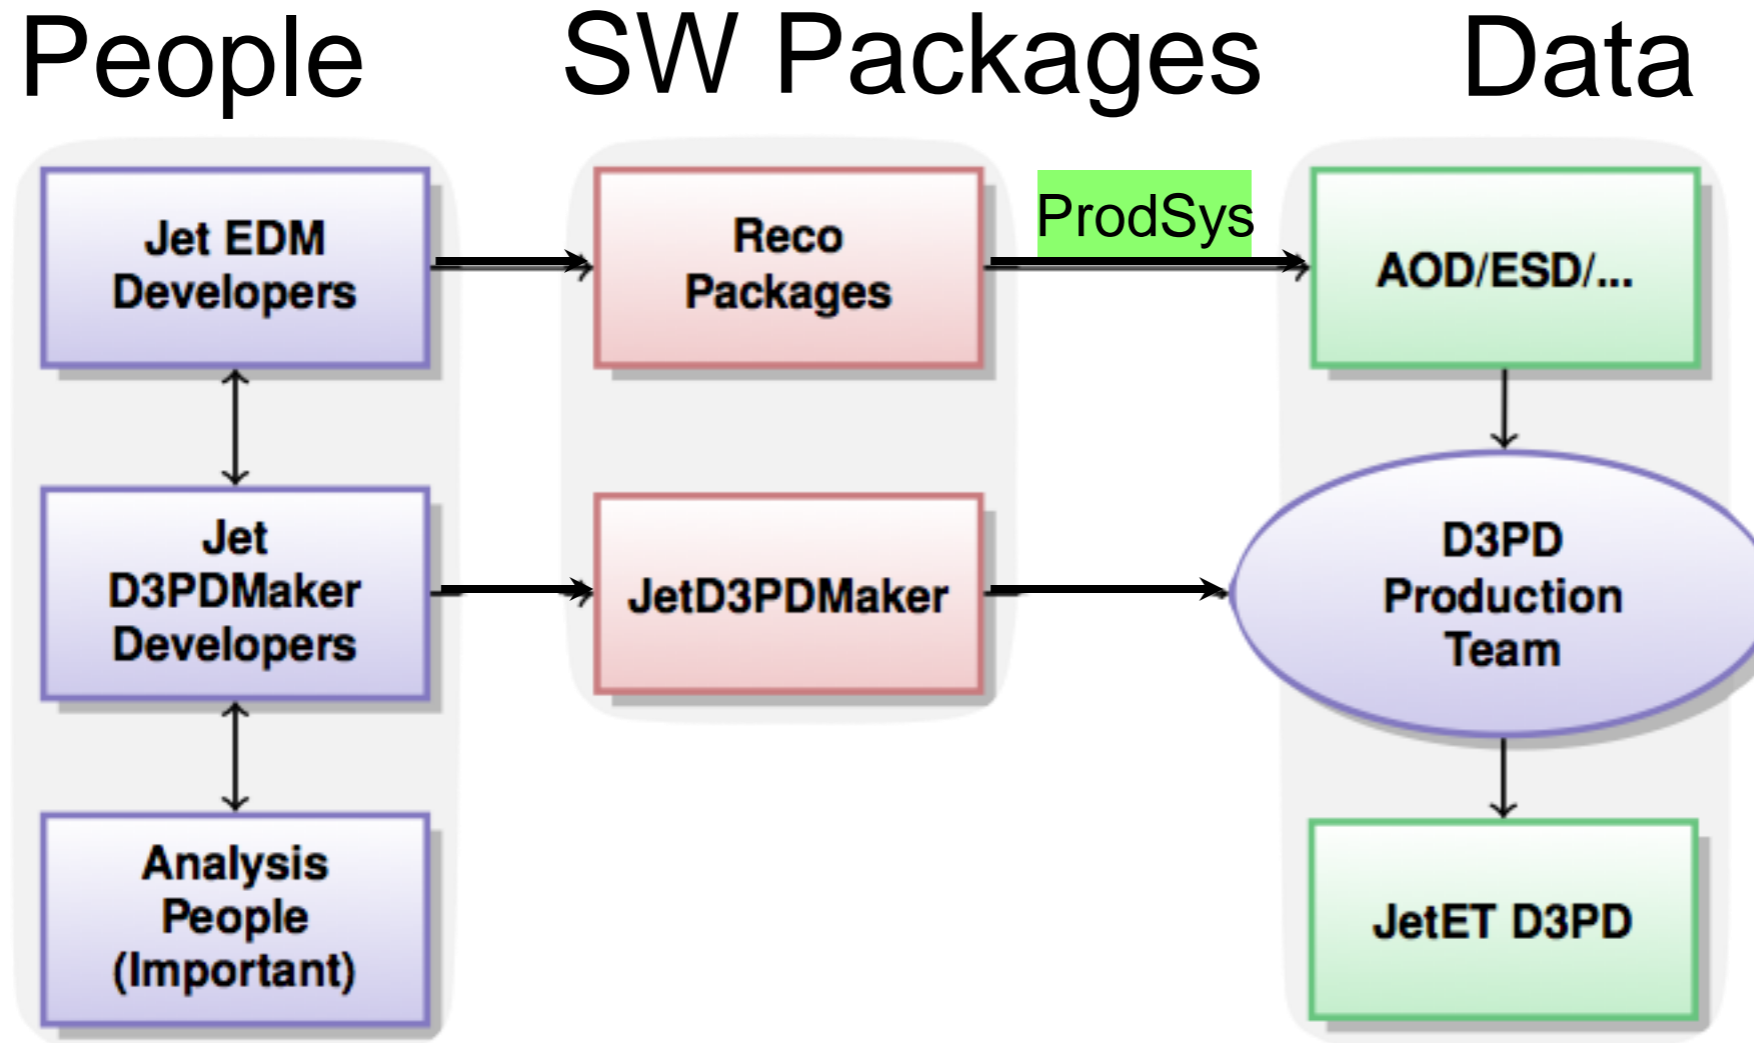 People
SW Packages
Data
Jet EDM
Developers
Reco
Packages
ProdSys
AOD/ESD/...
Jet
D3PDMaker
Developers
JetD3PDMaker
D3PD
Production
Team
Analysis
People
(Important)
JetET D3PD